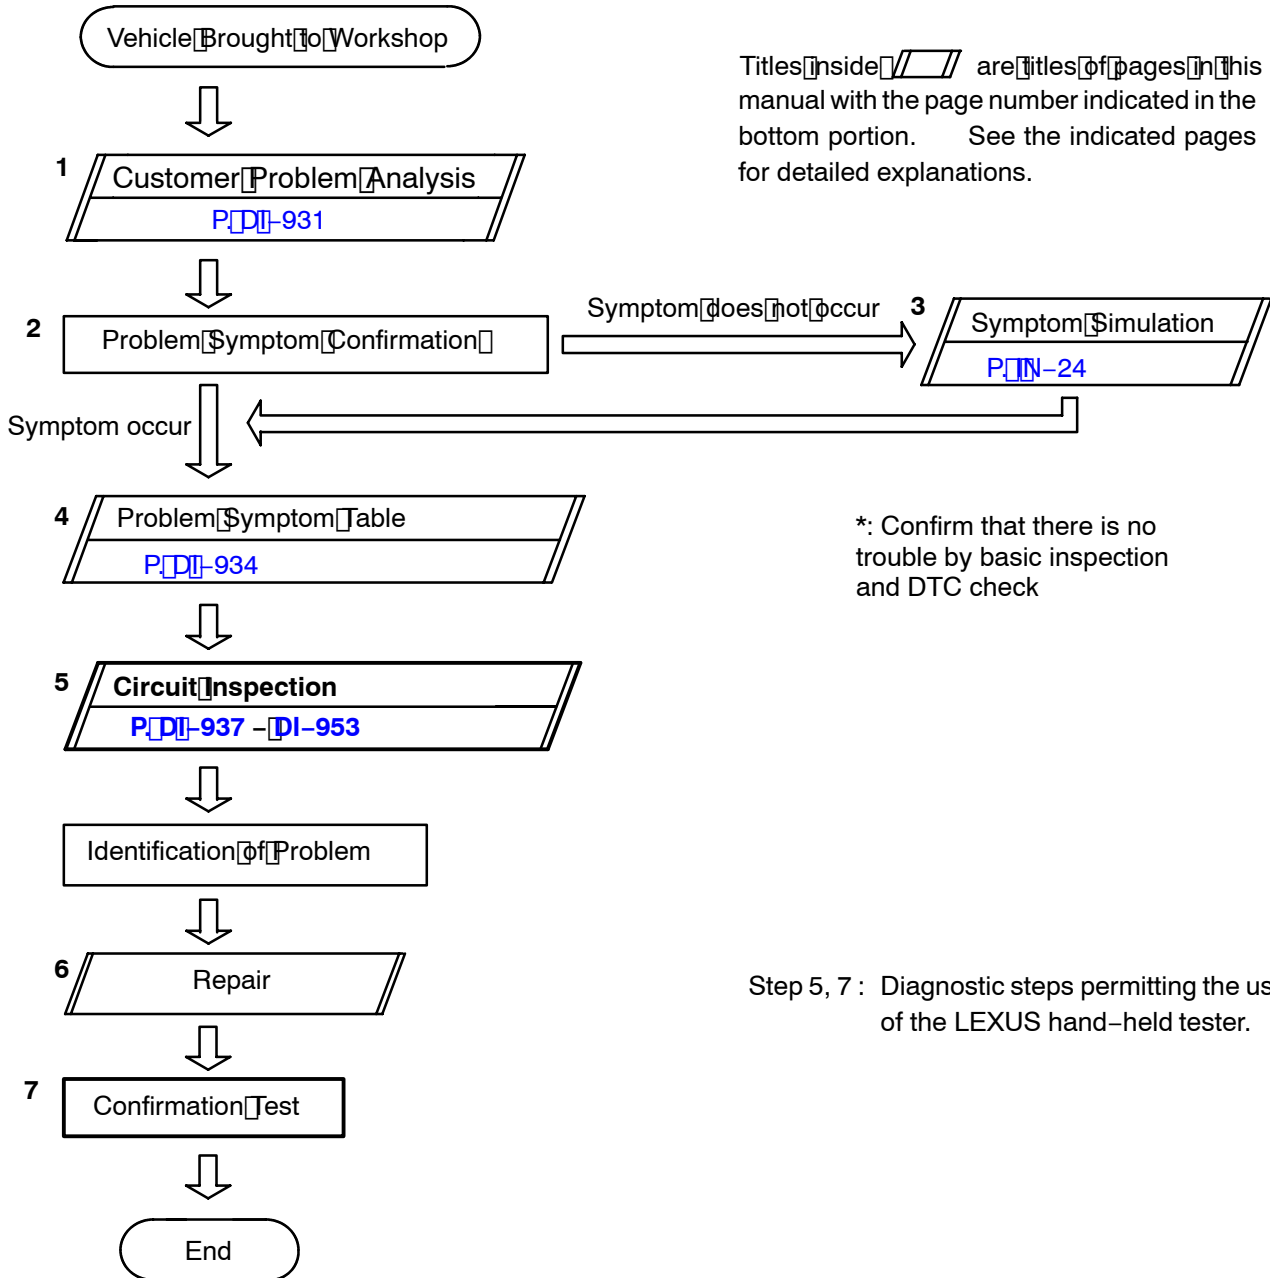 Vehicle Brought to Workshop
Titles inside are titles of pages in this
manual with the page number indicated in the
bottom portion. See the indicated pages
for detailed explanations.
1
Customer Problem Analysis
P. DI–931
2
Problem Symptom Confirmation
Symptom does not occur
3
Symptom Simulation
P. IN–24
Symptom occur
4
Problem Symptom Table
P. DI–934
*: Confirm that there is no
trouble by basic inspection
and DTC check
5
Circuit Inspection
P. DI–937 – DI–953
Identification of Problem
6
Repair
Step 5, 7 : Diagnostic steps permitting the us
of the LEXUS hand–held tester.
7
Confirmation Test
End